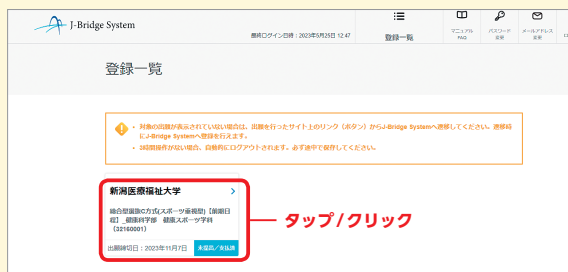 J-Bridge System
最終ログイン日時：2023年5月25日 12:47
登録一覧
マニュアル
FAQ
パスワード
変更
メールアドレス
変更
登録一覧
・対象の出願が表示されていない場合は、出願を行ったサイト上のリンク（ボタン）からJ-Bridge Systemへ遷移してください。遷移時
にJ-Bridge Systemへ登録を行えます。
・2時間操作がない場合、自動的にログアウトされます。必ず途中で保存してください。
新潟医療福祉大学
総合型選抜C方式(スポーツ重視型)【前期日
程】_健康科学部　健康スポーツ学科
（32160001）
出願締切日：2023年11月7日
未提出／支払済
タップ/クリック